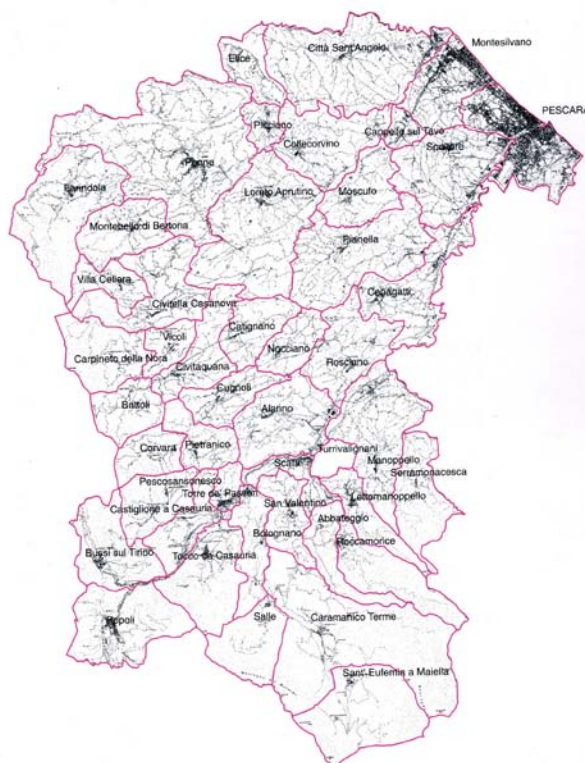 Montesilvano
Città Sant'Angelo
Elice
PESCARA
Picciano
Cappelle sul Tavo
Collecorvino
Spoltore
Penne
Farindola
Loreto Aprutino
Moscufo
Montebello di Bertona
Pianella
Villa Celiera
Cepagatti
Civitella Casanova
Catignano
Vicoli
Nocciano
Carpineto della Nora
Rosciano
Civitaquana
Cugnoli
Brittoli
Alanno
Corvara
Pietranico
Turrivalignani
Scafa
Manoppello
Serramonacesca
Pescosansonesco
Torre de' Passeri
Lettomanoppello
San Valentino
Castiglione a Casauria
Abbateggio
Bolognano
Roccamorice
Bussi sul Tirino
Tocco da Casauria
Salle
Caramanico Terme
Popoli
Sant'Eufemia a Maiella